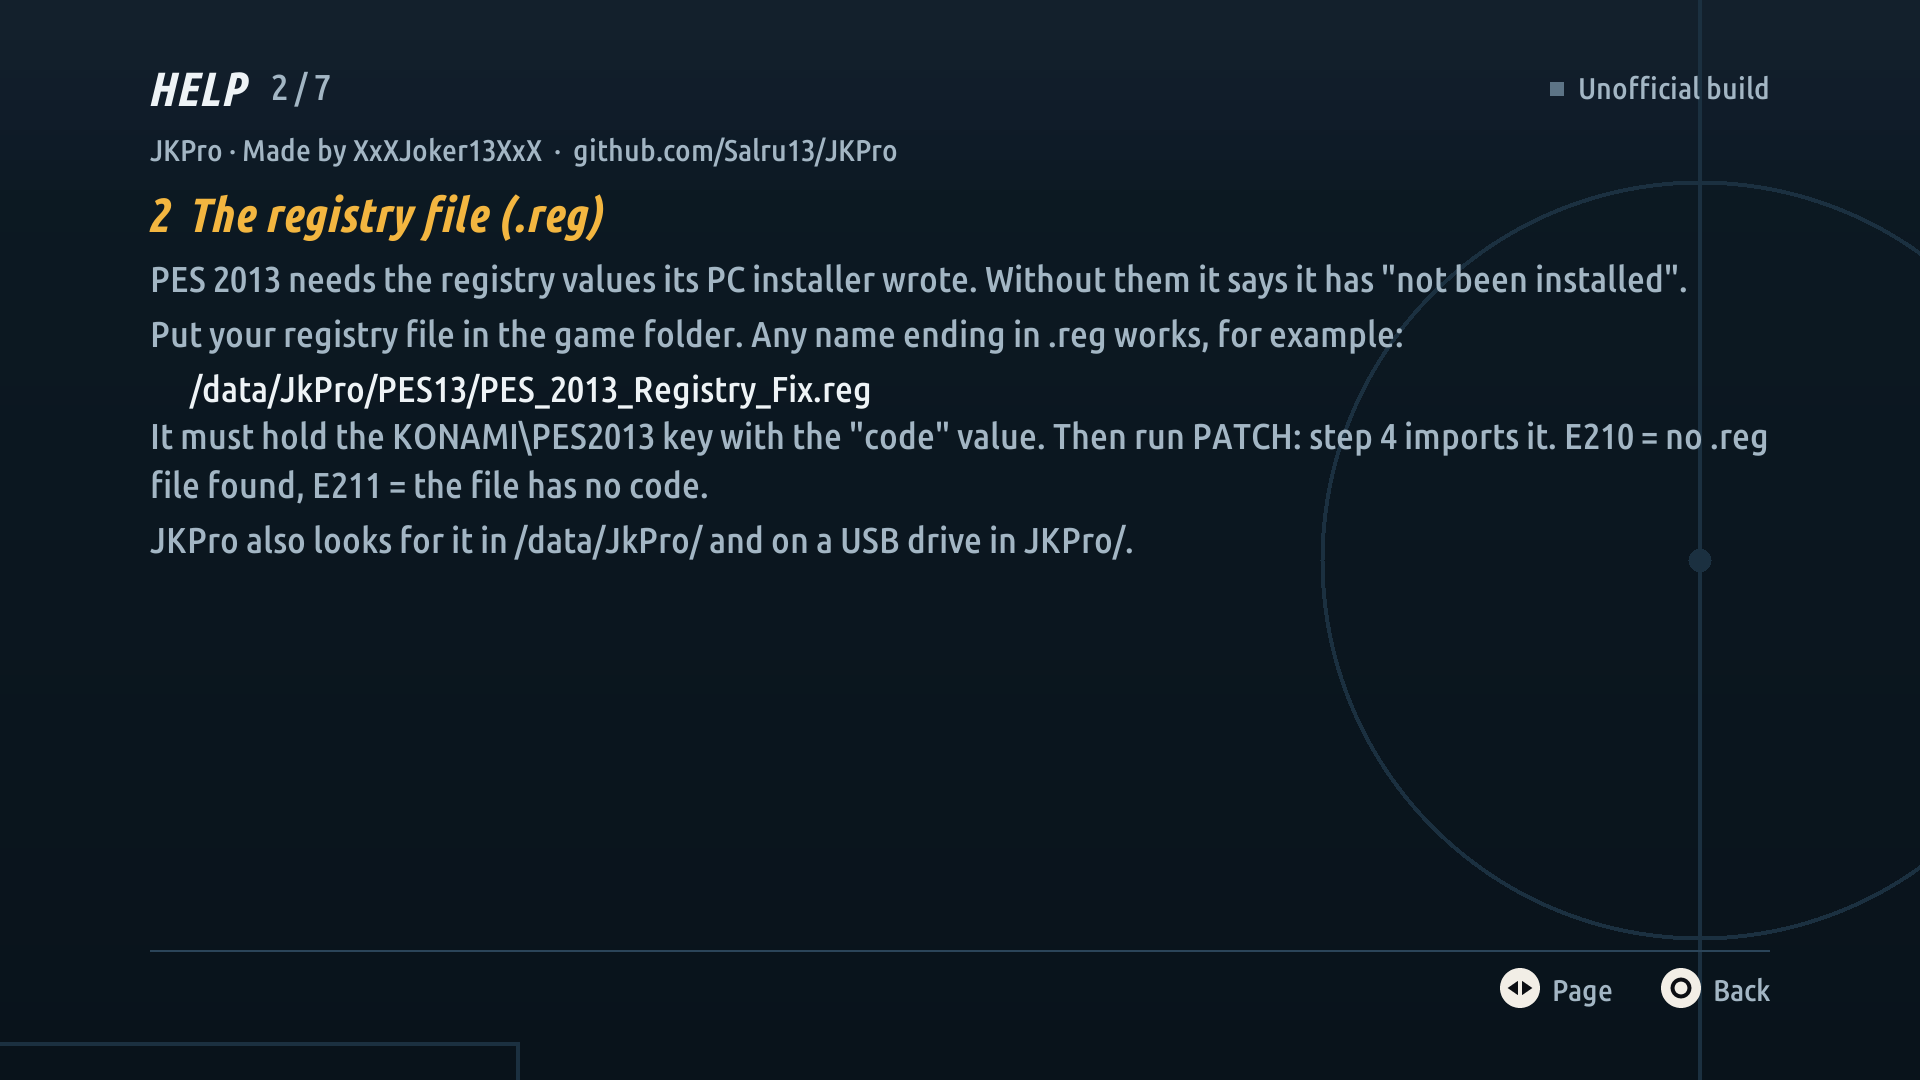 HELP 2 / 7
Unofficial build
JKPro · Made by XxXJoker13XxX · github.com/Salru13/JKPro
2 The registry file (.reg)
PES 2013 needs the registry values its PC installer wrote. Without them it says it has "not been installed".
Put your registry file in the game folder. Any name ending in .reg works, for example:
/data/JkPro/PES13/PES_2013_Registry_Fix.reg
It must hold the KONAMI\PES2013 key with the "code" value. Then run PATCH: step 4 imports it. E210 = no .reg
file found, E211 = the file has no code.
JKPro also looks for it in /data/JkPro/ and on a USB drive in JKPro/.
Page
Back